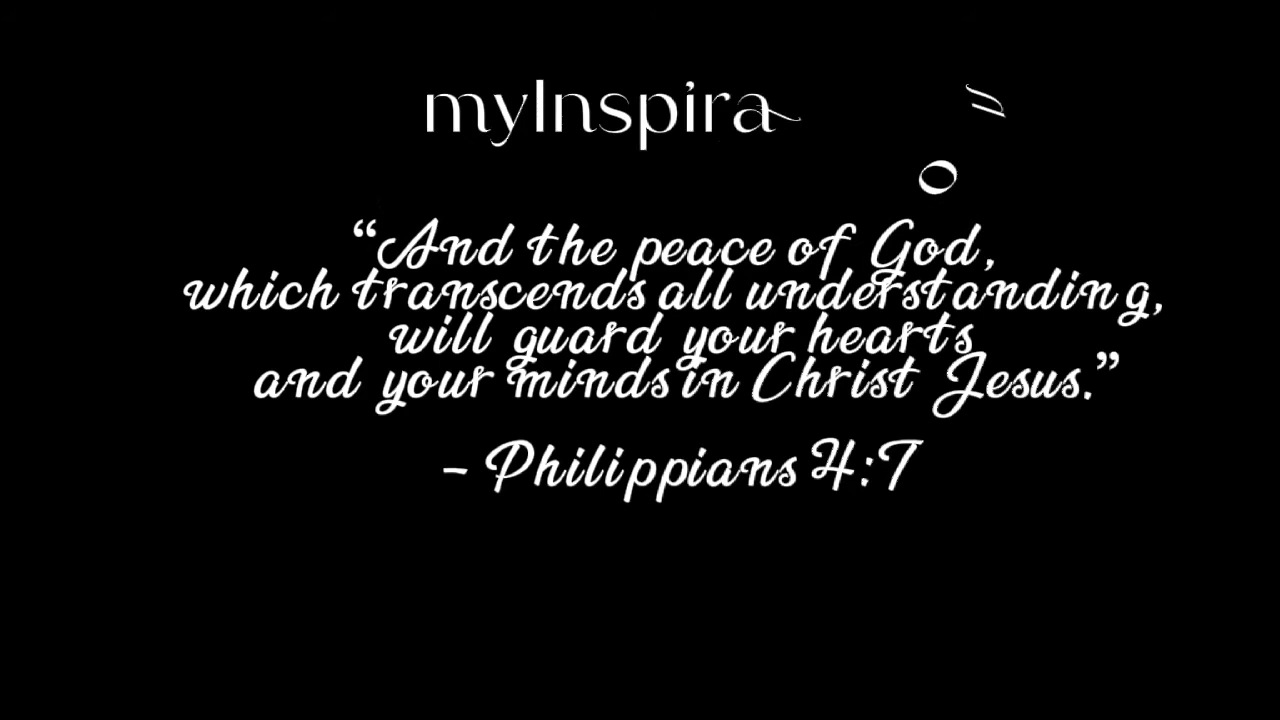 myInspira
“And the peace of God,
which transcends all understanding,
will guard your hearts
and your minds in Christ Jesus.”
– Philippians 4:7